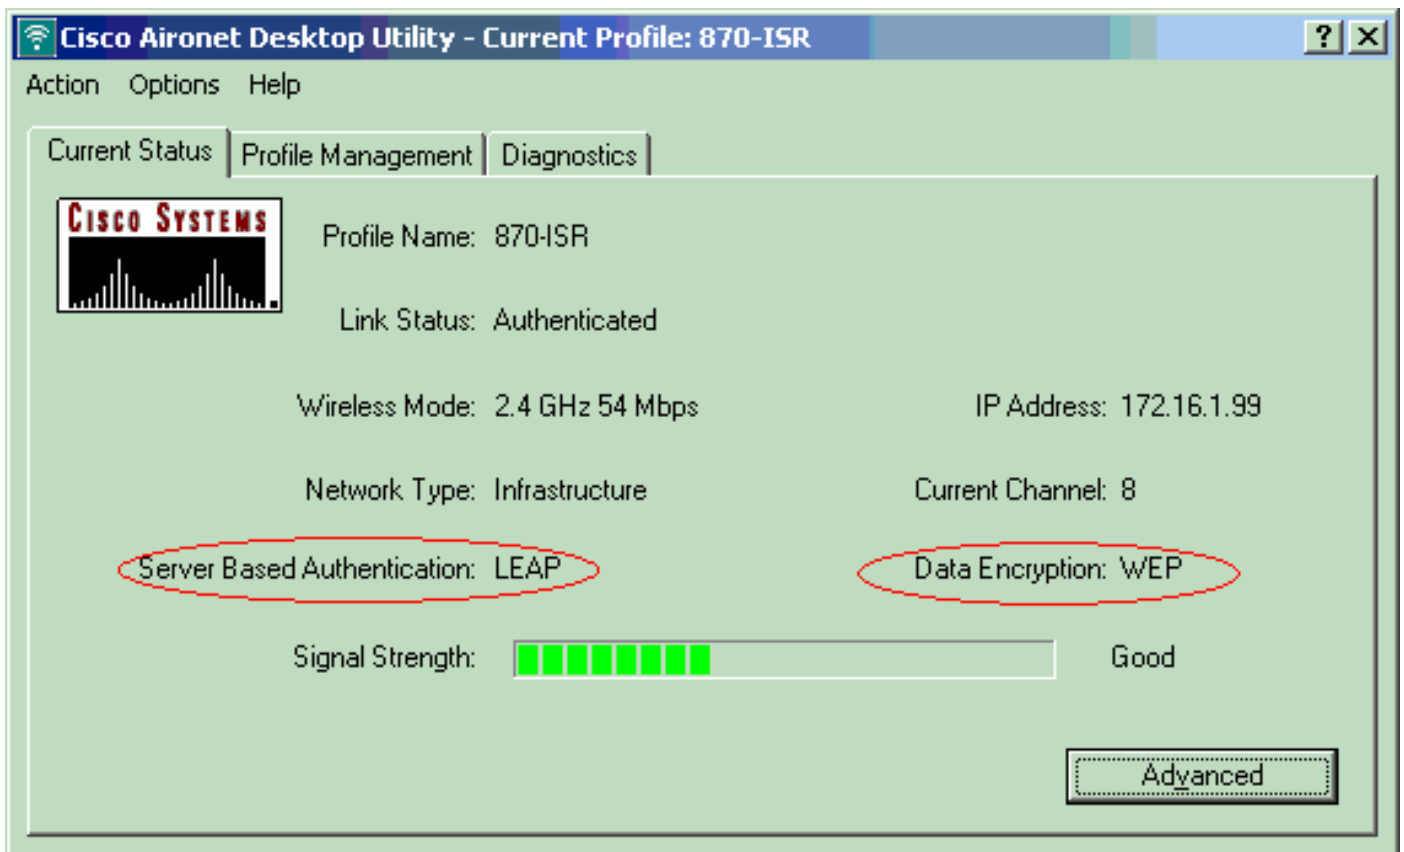 Cisco Aironet Desktop Utility - Current Profile: 870-ISR
? X
Action Options Help
Current Status Profile Management Diagnostics
CISCO SYSTEMS
Profile Name: 870-ISR
Link Status: Authenticated
Wireless Mode: 2.4 GHz 54 Mbps IP Address: 172.16.1.99
Network Type: Infrastructure Current Channel: 8
Server Based Authentication: LEAP Data Encryption: WEP
Signal Strength: Good
Advanced